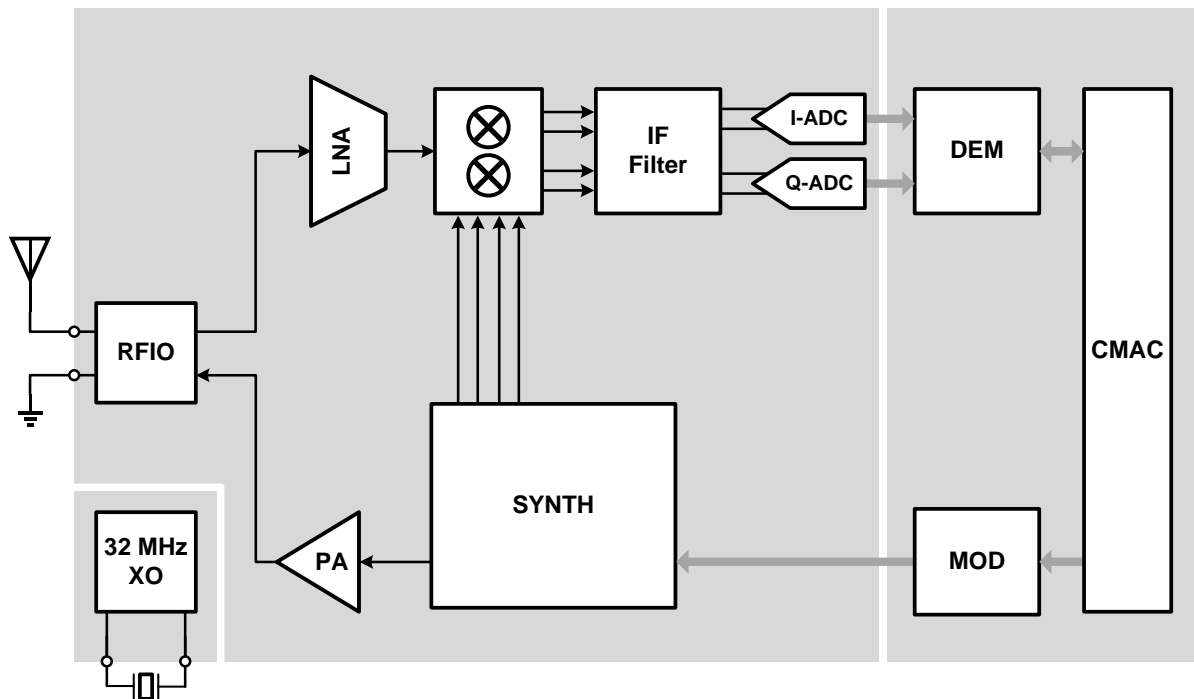 LNA
IF
Filter
I-ADC
Q-ADC
DEM
RFIO
CMAC
SYNTH
32 MHz
XO
PA
MOD